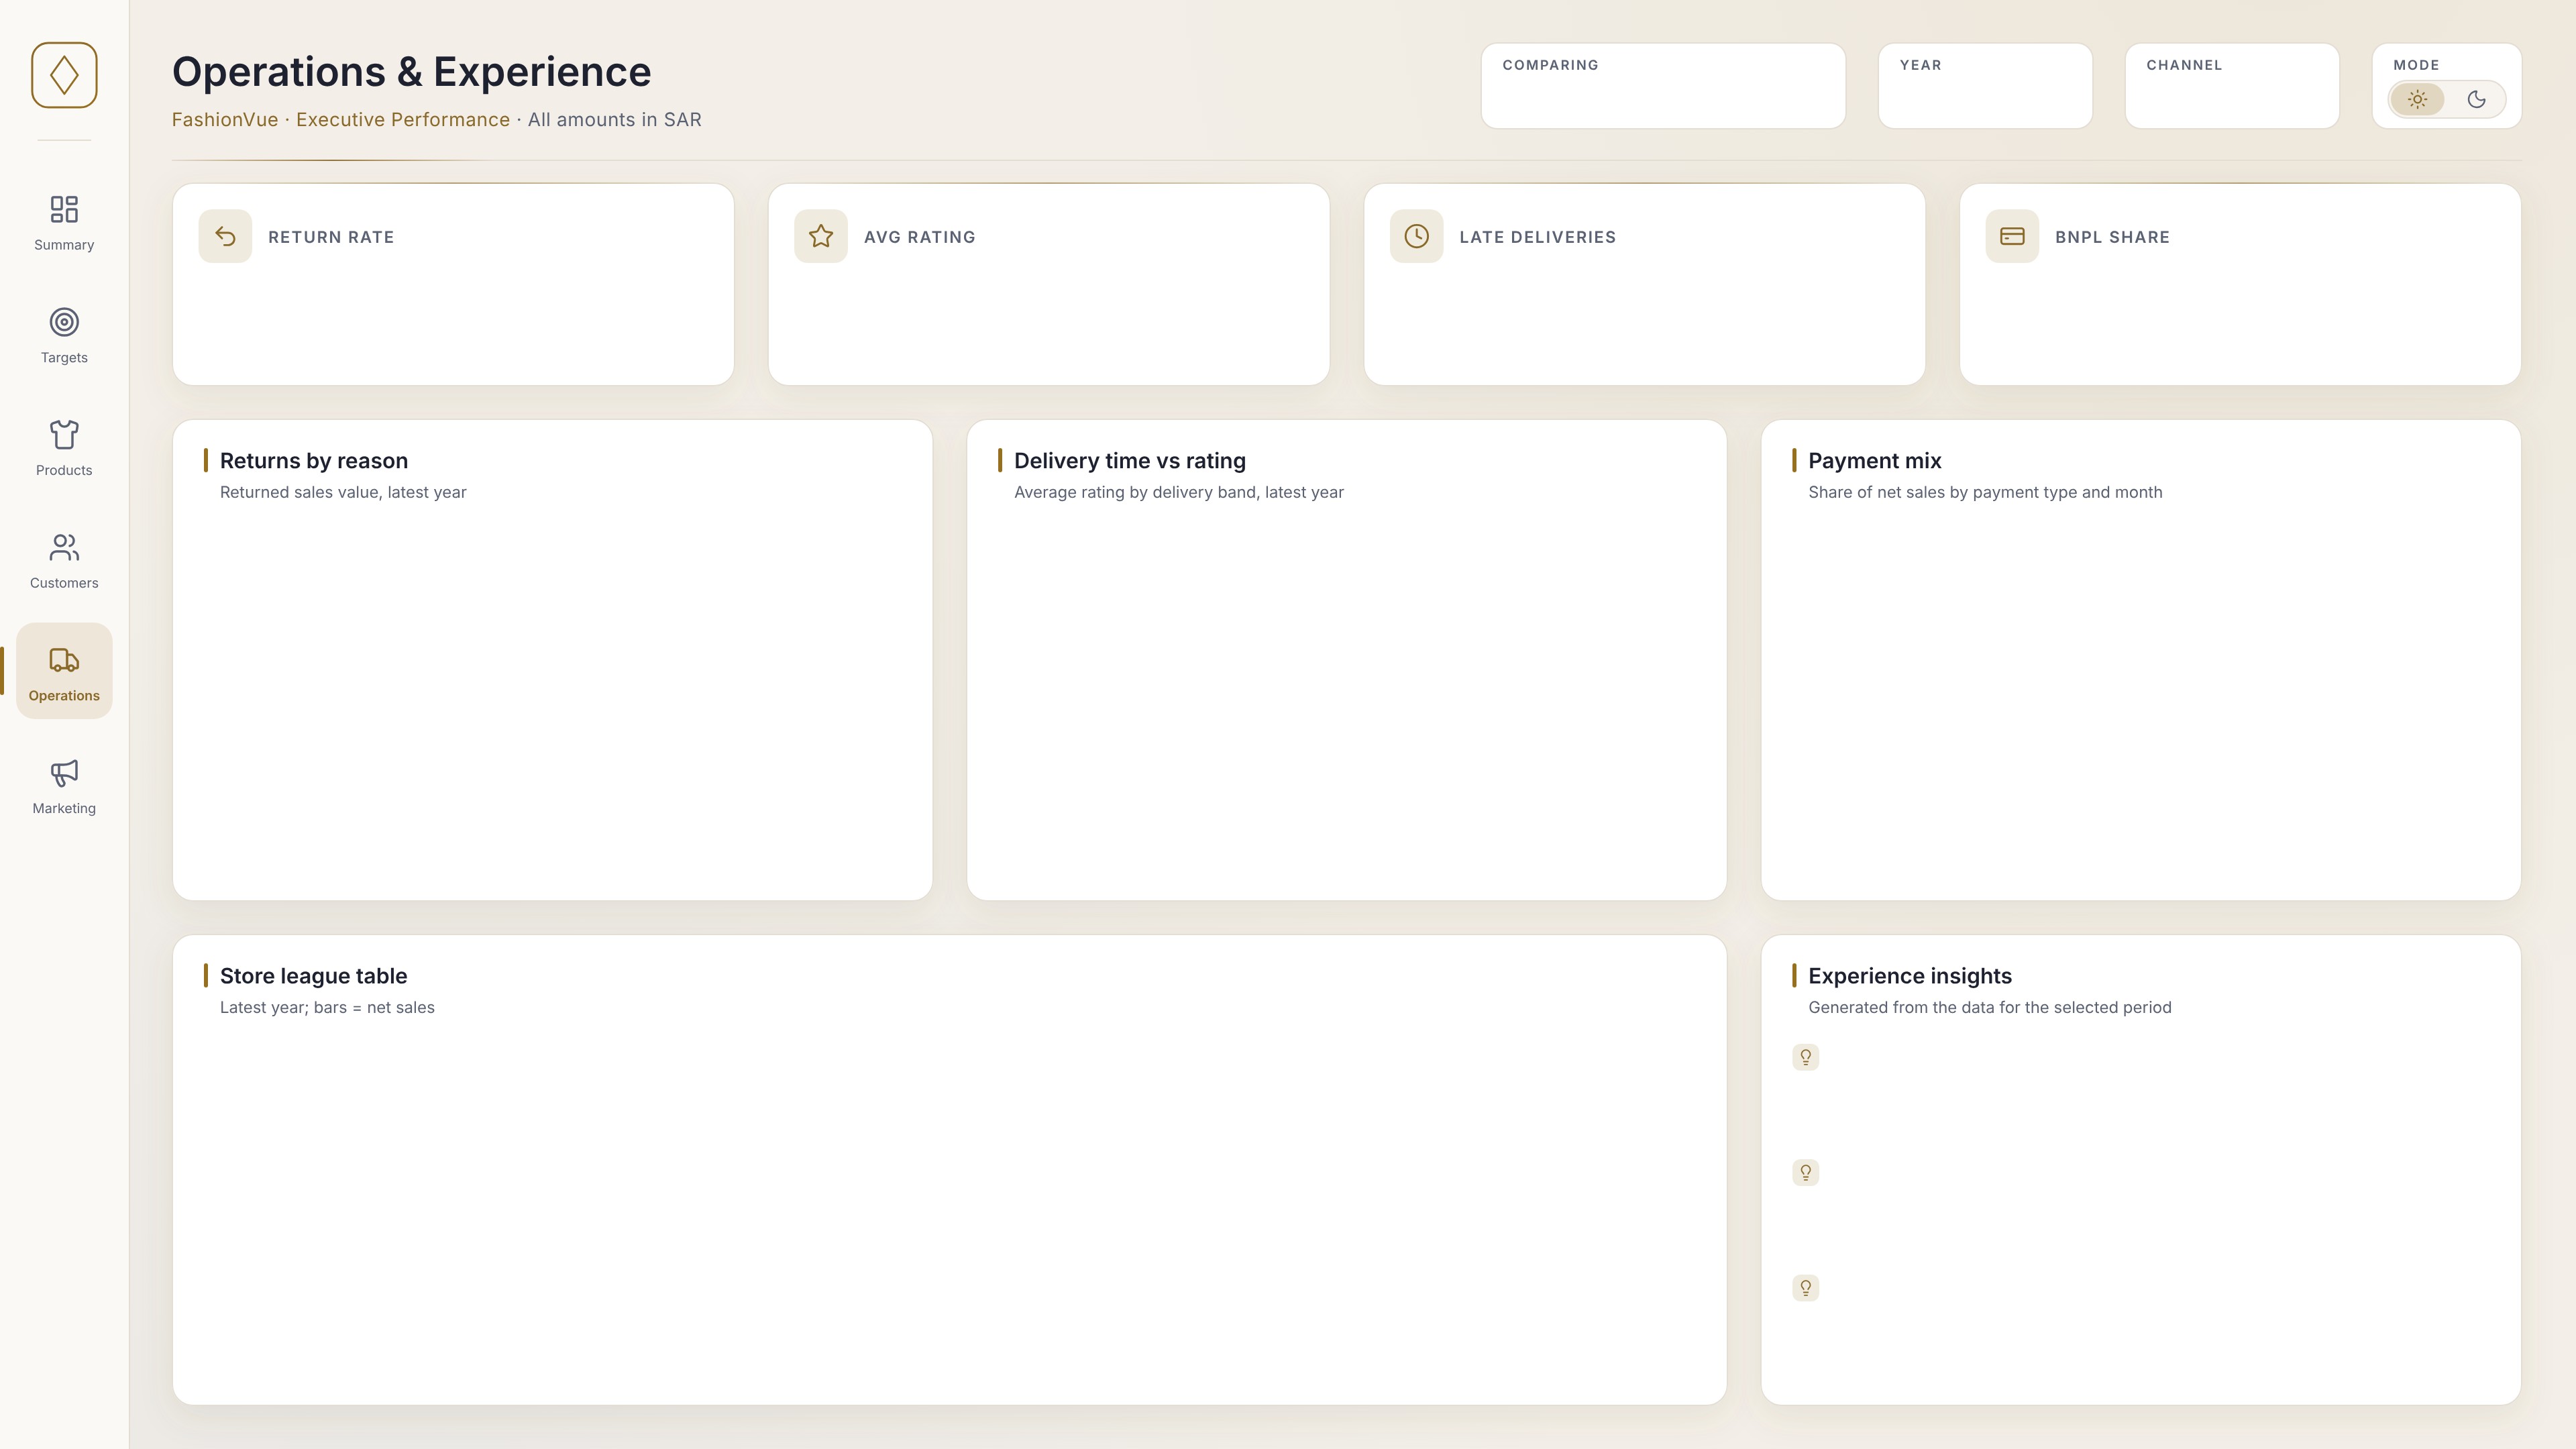 Operations & Experience
FashionVue · Executive Performance · All amounts in SAR
COMPARING
YEAR
CHANNEL
MODE
Summary
Targets
Products
Customers
Operations
Marketing
RETURN RATE
AVG RATING
LATE DELIVERIES
BNPL SHARE
Returns by reason
Returned sales value, latest year
Delivery time vs rating
Average rating by delivery band, latest year
Payment mix
Share of net sales by payment type and month
Store league table
Latest year; bars = net sales
Experience insights
Generated from the data for the selected period